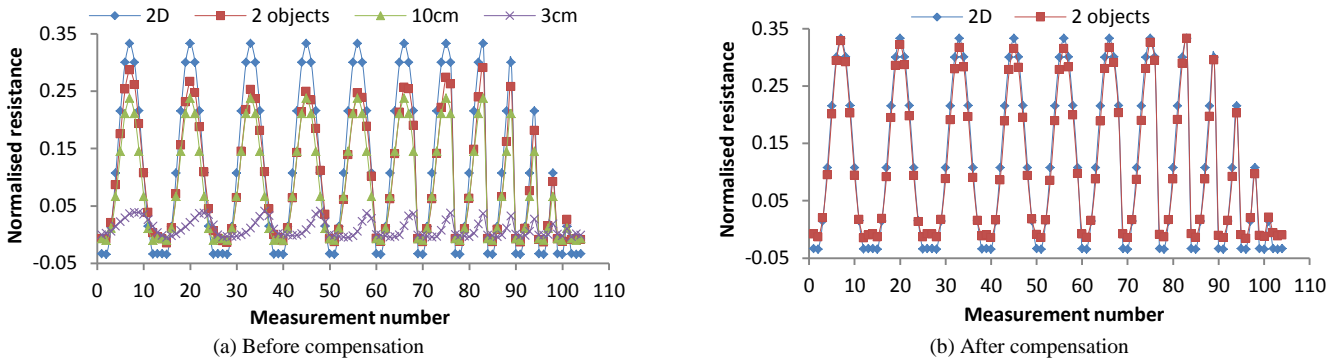 2D 2 objects 10cm 3cm
0.35
0.25
0.15
0.05
-0.05
Normalised resistance
0 10 20 30 40 50 60 70 80 90 100 110
Measurement number
(a) Before compensation
2D 2 objects
0.35
0.25
0.15
0.05
-0.05
Normalised resistance
0 10 20 30 40 50 60 70 80 90 100 110
Measurement number
(b) After compensation